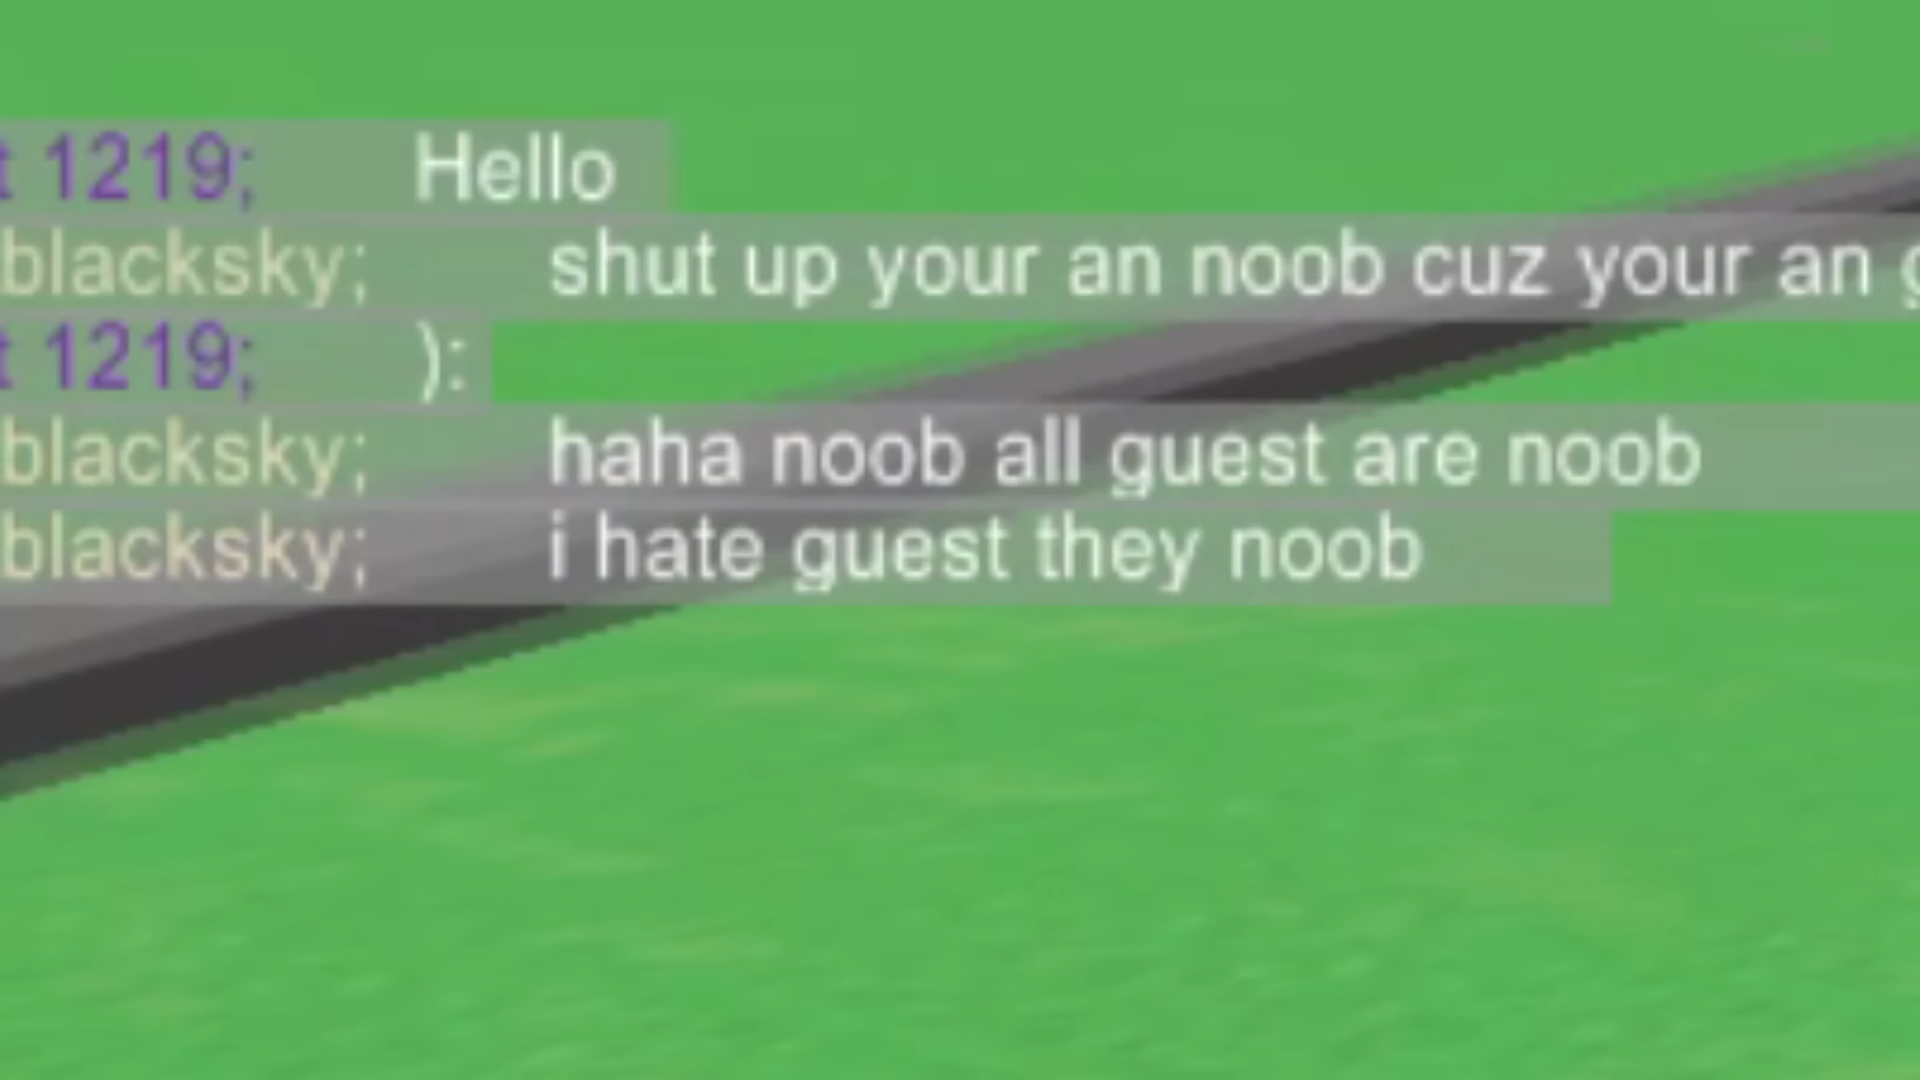 1219; Hello
blacksky; shut up your an noob cuz your an
1219; ):
blacksky; haha noob all guest are noob
blacksky; i hate guest they noob